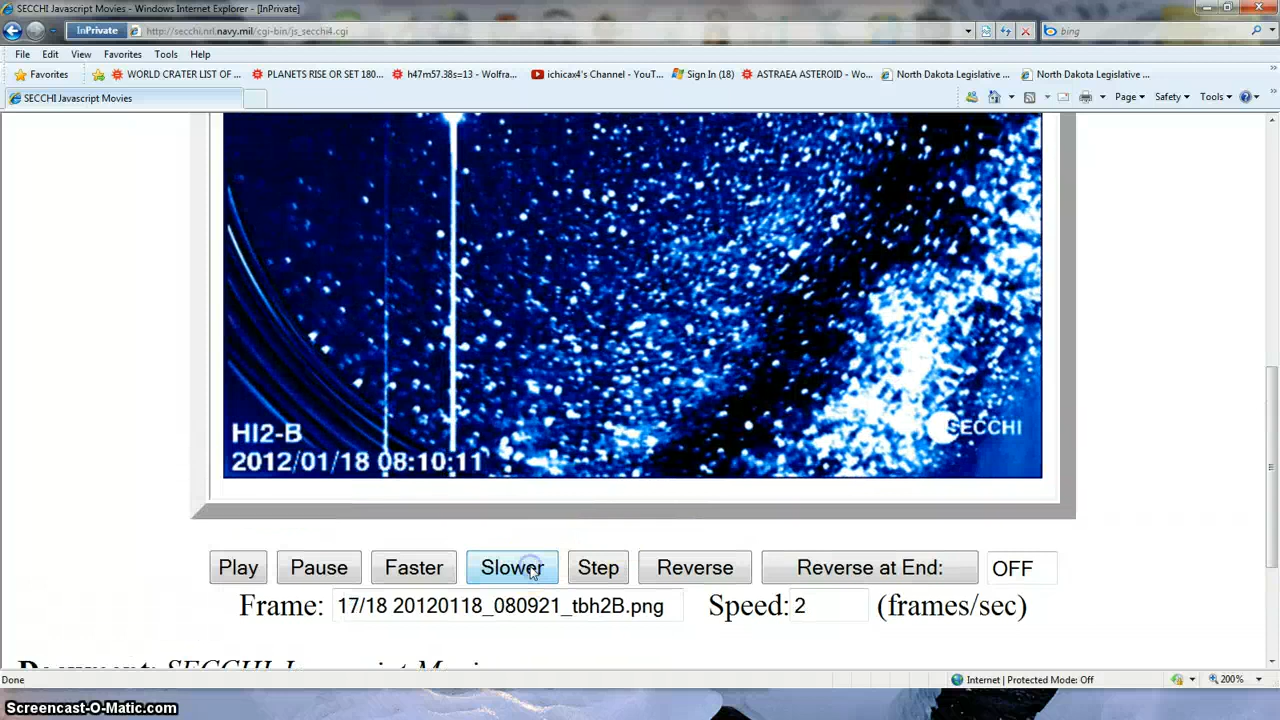 SECCHI Javascript Movies - Windows Internet Explorer - [InPrivate]
InPrivate http://secchi.nrl.navy.mil/cgi-bin/js_secchi4.cgi bing
File Edit View Favorites Tools Help
Favorites WORLD CRATER LIST OF ... PLANETS RISE OR SET 180... h47m57.38s=13 - Wolfra... ichicax4's Channel - YouT... Sign In (18) ASTRAEA ASTEROID - Wo... North Dakota Legislative ... North Dakota Legislative ...
SECCHI Javascript Movies Page Safety Tools
HI2-B
SECCHI
2012/01/18 08:10:11
Play Pause Faster Slower Step Reverse Reverse at End: OFF
Frame: 17/18 20120118_080921_tbh2B.png Speed: 2 (frames/sec)
Document: SECCHI Javascript Movies
Done Internet | Protected Mode: Off 200%
Screencast-O-Matic.com